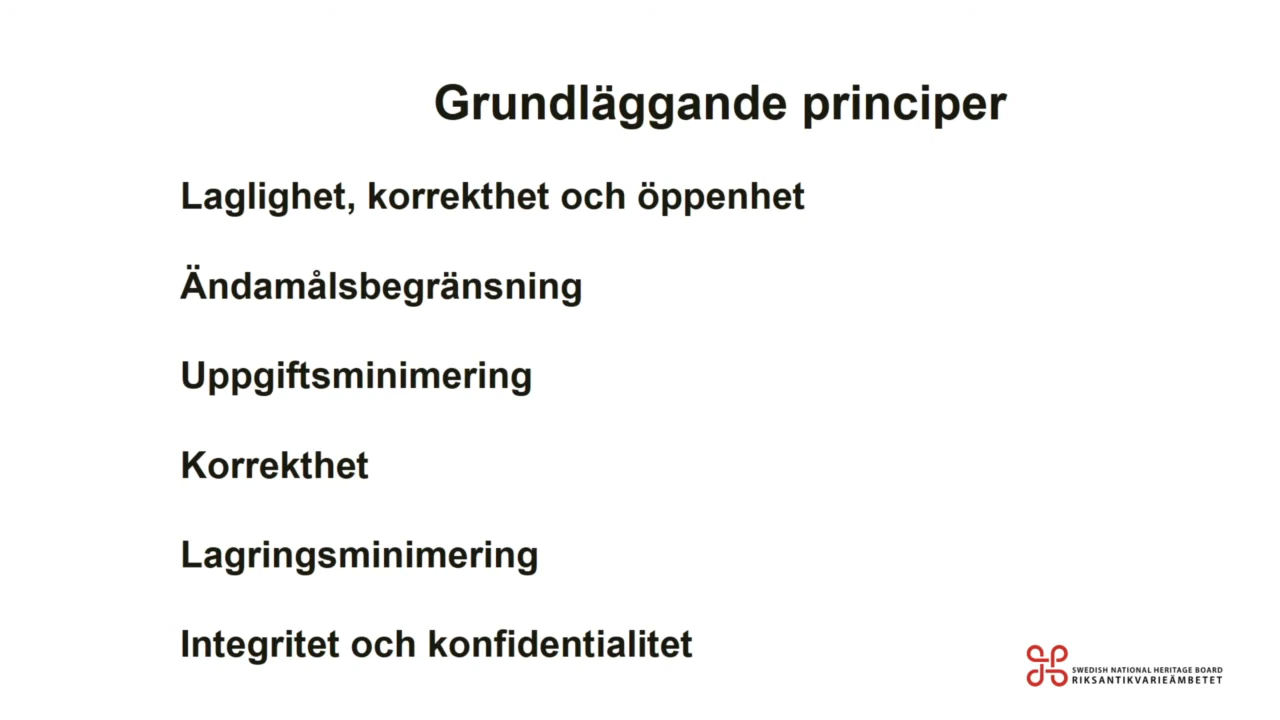 Grundläggande principer
Laglighet, korrekthet och öppenhet
Ändamålsbegränsning
Uppgiftsminimering
Korrekthet
Lagringsminimering
Integritet och konfidentialitet
SWEDISH NATIONAL HERITAGE BOARD
RIKSANTIKVARIEÄMBETET